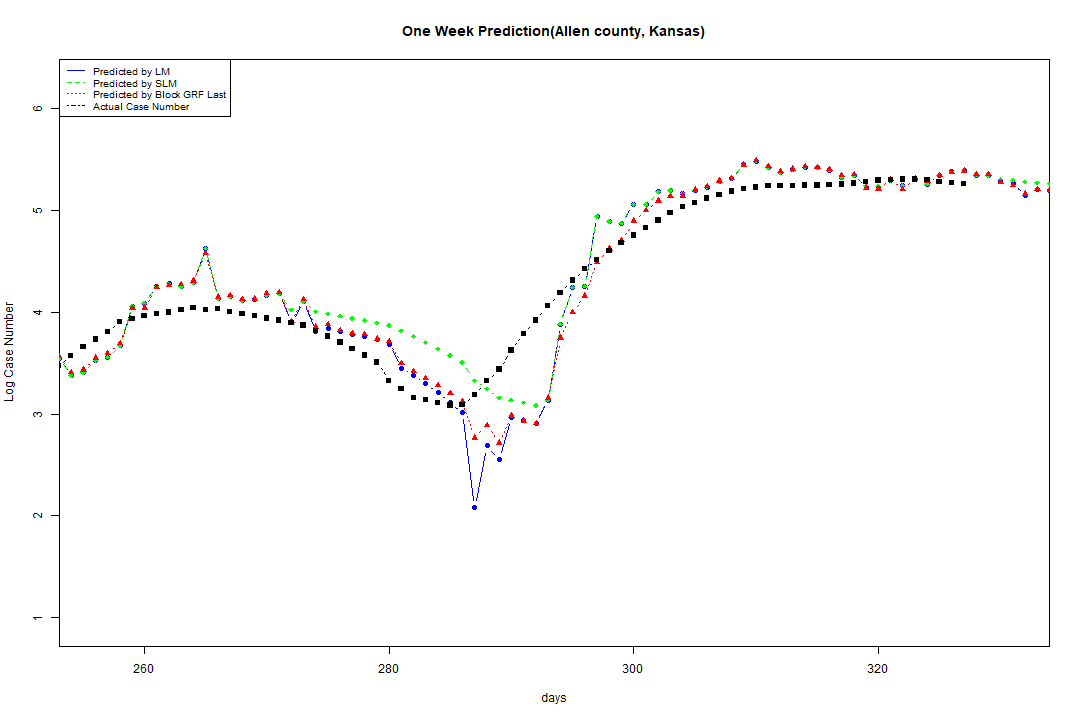 One Week Prediction(Allen county, Kansas)
Predicted by LM
Predicted by SLM
Predicted by Block GRF Last
Actual Case Number
6
5
4
3
2
1
Log Case Number
260 280 300 320
days